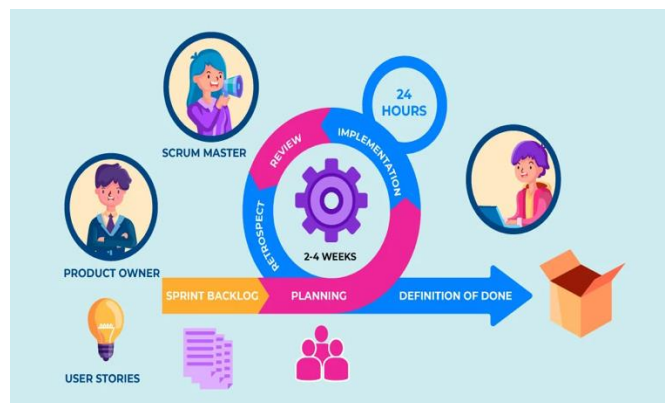 24
HOURS
SCRUM MASTER
REVIEW
IMPLEMENTATION
RETROSPECT
2-4 WEEKS
PRODUCT OWNER
SPRINT BACKLOG
PLANNING
DEFINITION OF DONE
USER STORIES